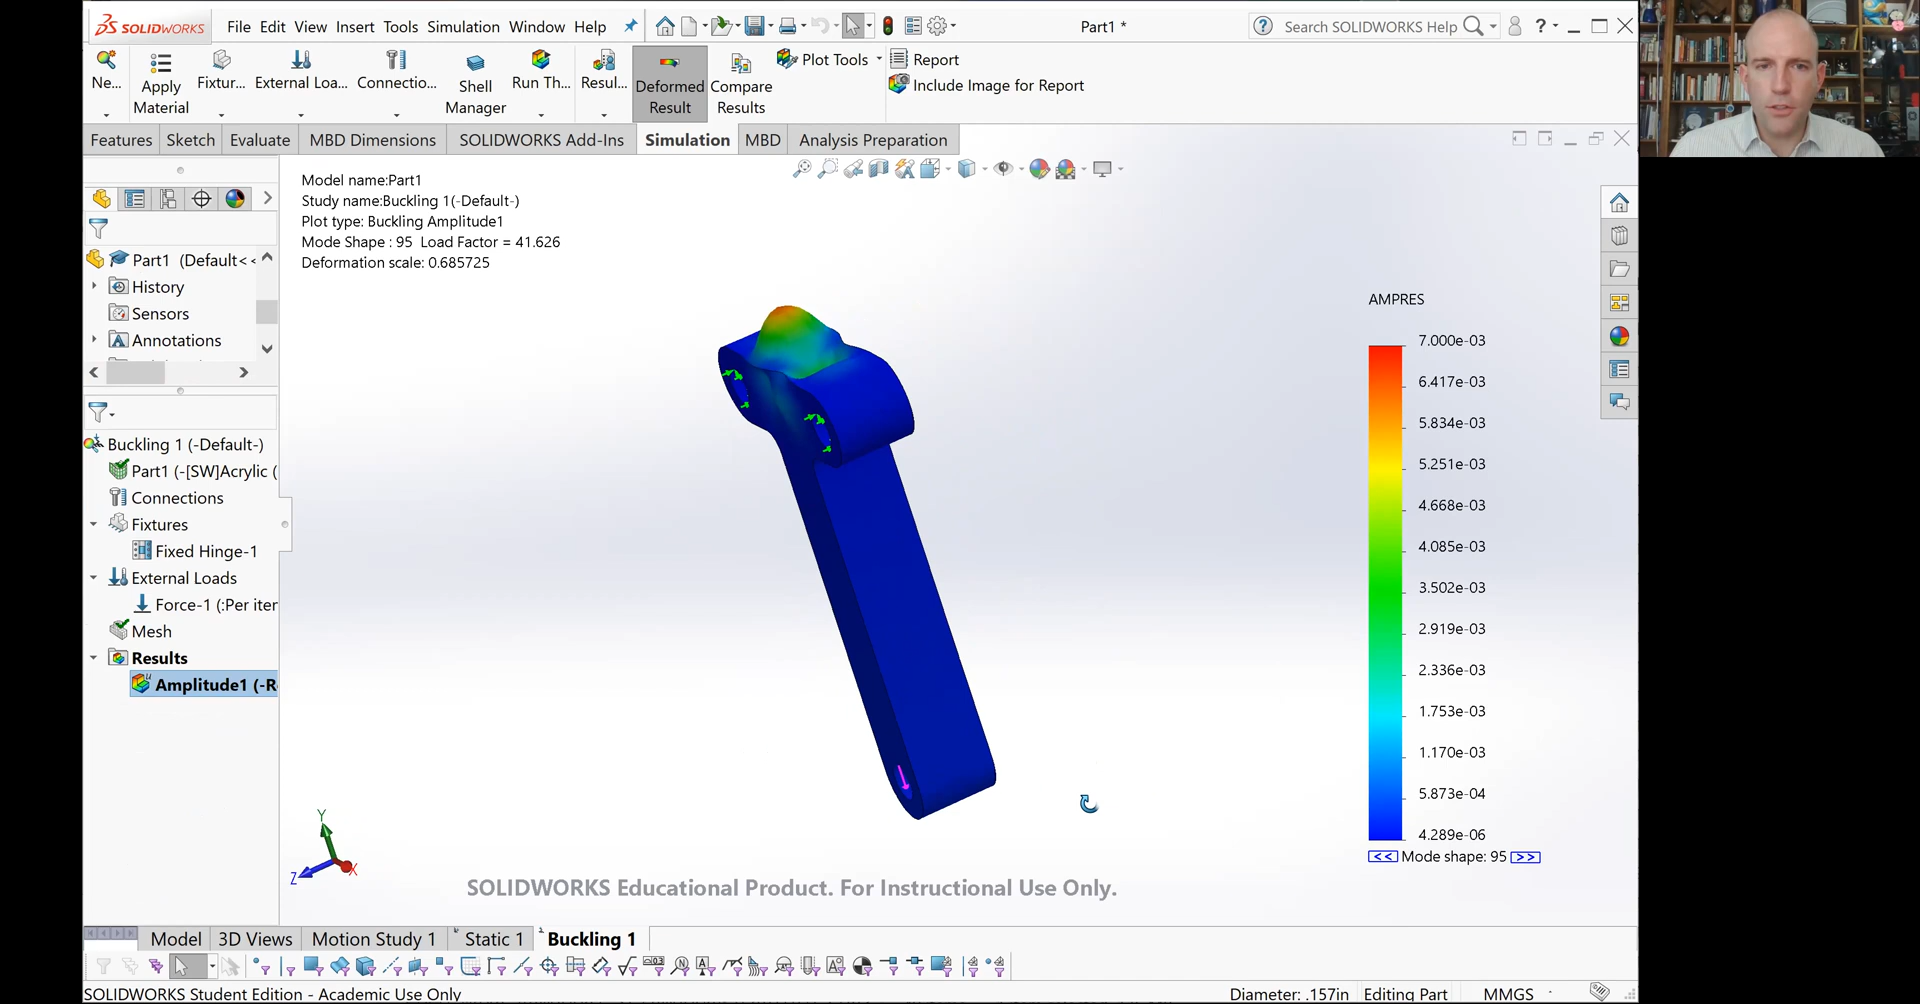 SOLIDWORKS File Edit View Insert Tools Simulation Window Help Part1 * Search SOLIDWORKS Help ?
Ne... Apply Material Fixtur... External Loa... Connectio... Shell Manager Run Th... Resul... Deformed Result Compare Results Plot Tools Report
Include Image for Report
Features Sketch Evaluate MBD Dimensions SOLIDWORKS Add-Ins Simulation MBD Analysis Preparation
Model name:Part1
Study name:Buckling 1(-Default-)
Plot type: Buckling Amplitude1
Mode Shape : 95 Load Factor = 41.626
Deformation scale: 0.685725
Part1 (Default<<
History
Sensors
Annotations
Buckling 1 (-Default-)
Part1 (-[SW]Acrylic (
Connections
Fixtures
Fixed Hinge-1
External Loads
Force-1 (:Per iter
Mesh
Results
Amplitude1 (-R
AMPRES
7.000e-03
6.417e-03
5.834e-03
5.251e-03
4.668e-03
4.085e-03
3.502e-03
2.919e-03
2.336e-03
1.753e-03
1.170e-03
5.873e-04
4.289e-06
<< Mode shape: 95 >>
Y
Z
X
SOLIDWORKS Educational Product. For Instructional Use Only.
Model 3D Views Motion Study 1 Static 1 Buckling 1
SOLIDWORKS Student Edition - Academic Use Only Diameter: .157in Editing Part MMGS